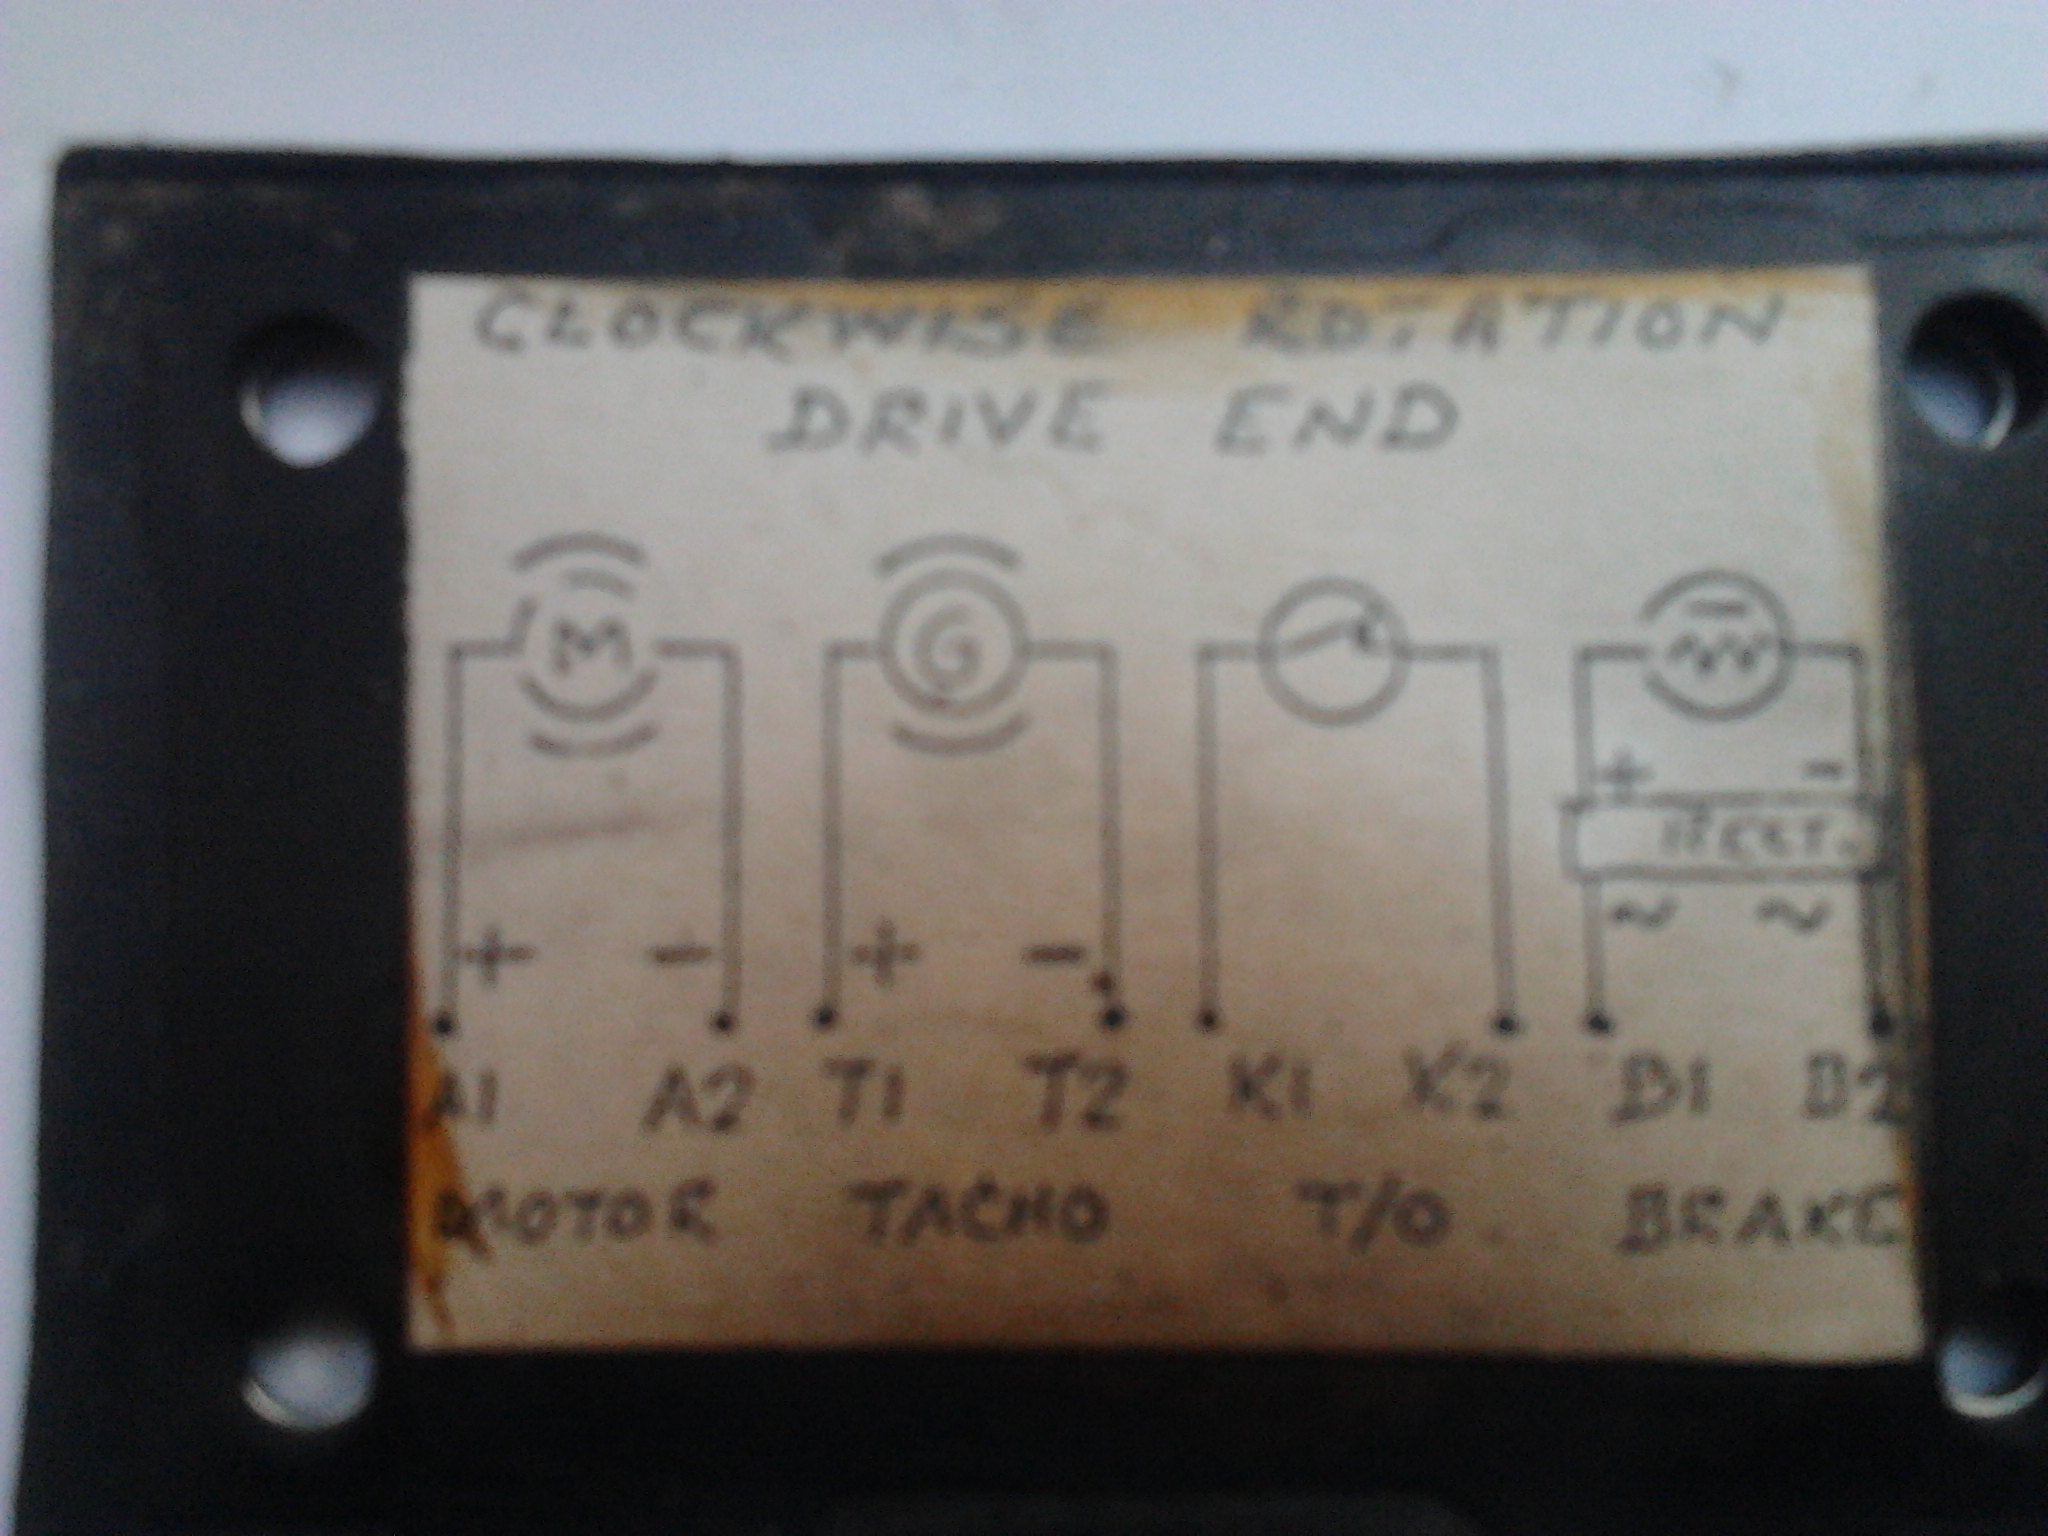 CLOCKWISE ROTATION
DRIVE END
M G
+ -
RECT.
~ ~
+ - + -
A1 A2 T1 T2 K1 K2 B1 B2
MOTOR TACHO T/O BRAKE